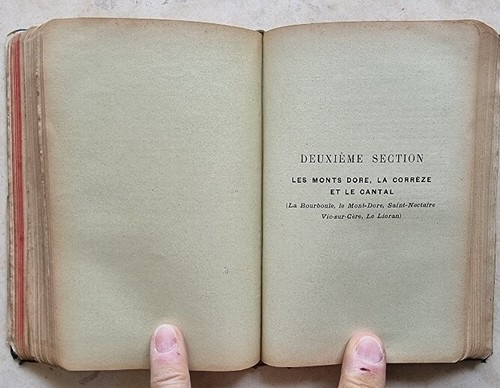 DEUXIÈME SECTION
LES MONTS DORE, LA CORRÈZE
ET LE CANTAL
(La Bourboule, le Mont-Dore, Saint-Nectaire
Vic-sur-Cère, Le Lioran)